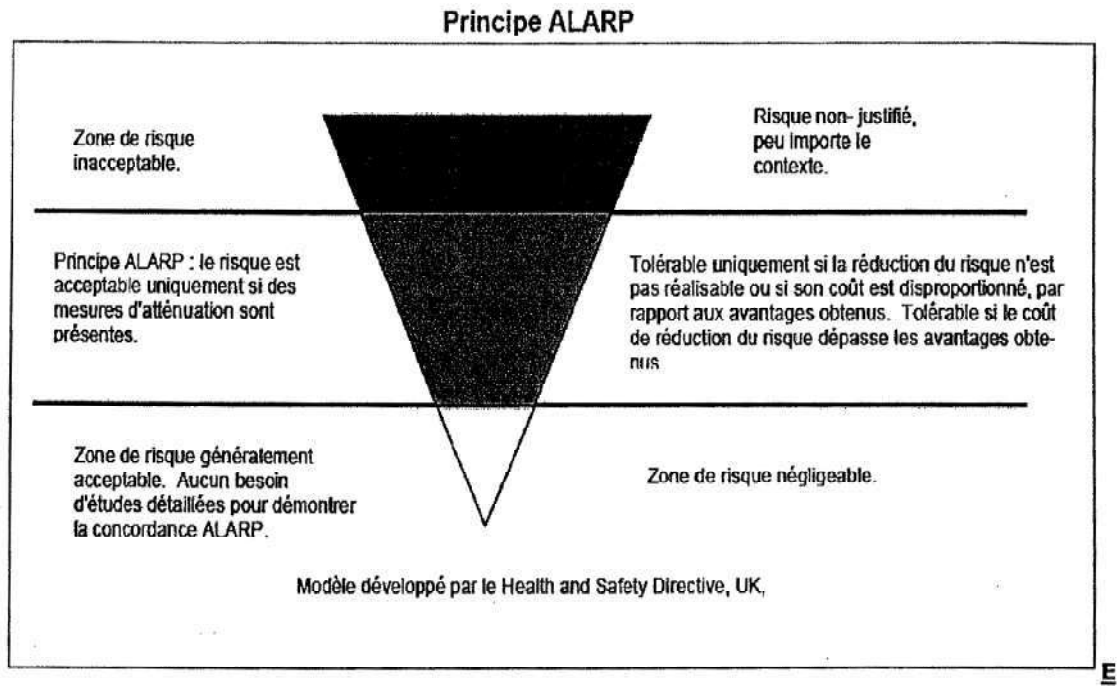 Principe ALARP
Zone de risque
inacceptable.
Risque non- justifié,
peu importe le
contexte.
Principe ALARP : le risque est
acceptable uniquement si des
mesures d'atténuation sont
présentes.
Tolérable uniquement si la réduction du risque n'est
pas réalisable ou si son coût est disproportionné, par
rapport aux avantages obtenus. Tolérable si le coût
de réduction du risque dépasse les avantages obte-
nus
Zone de risque généralement
acceptable. Aucun besoin
d'études détaillées pour démontrer
la concordance ALARP.
Zone de risque négligeable.
Modèle développé par le Health and Safety Directive, UK,
E